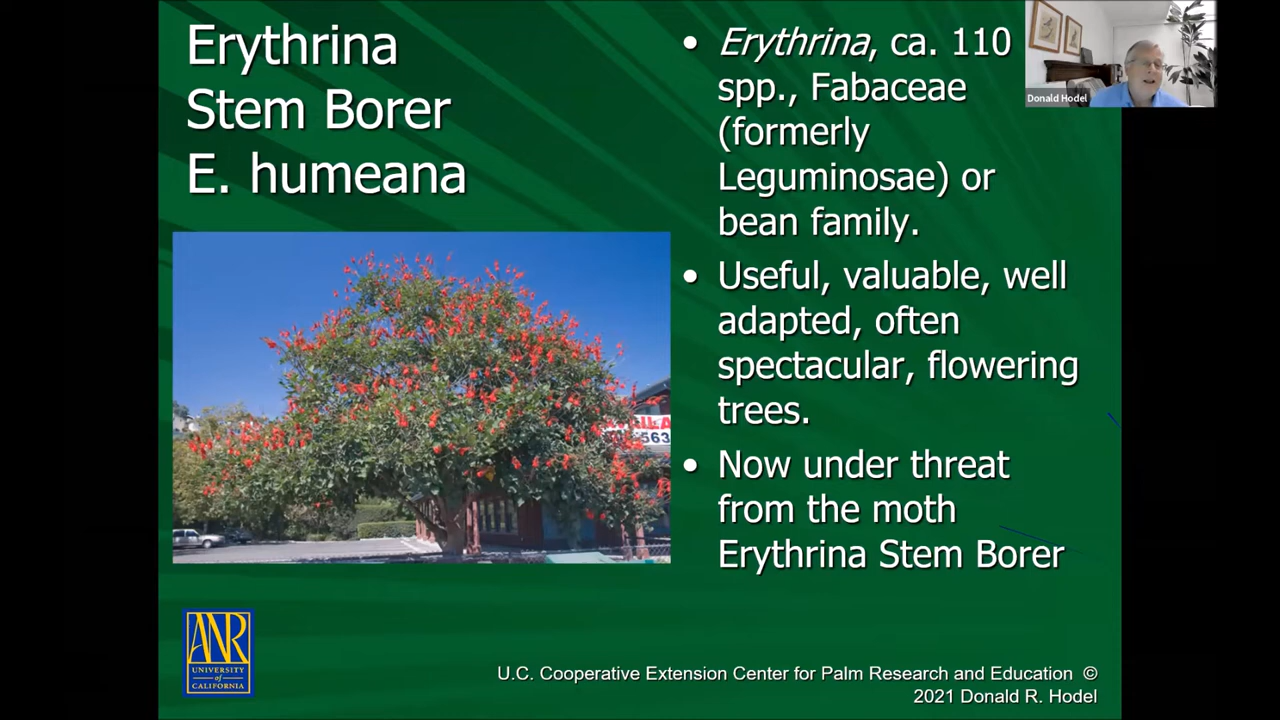 Erythrina
Stem Borer
E. humeana
• Erythrina, ca. 110
spp., Fabaceae
(formerly
Leguminosae) or
bean family.
• Useful, valuable, well
adapted, often
spectacular, flowering
trees.
• Now under threat
from the moth
Erythrina Stem Borer
Donald Hodel
563
ANR
UNIVERSITY
of
CALIFORNIA
U.C. Cooperative Extension Center for Palm Research and Education ©
2021 Donald R. Hodel